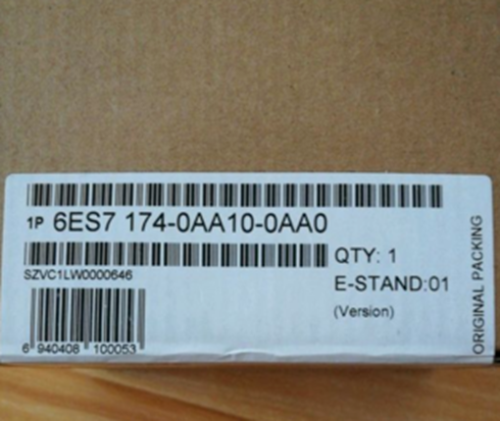 1P 6ES7 174-0AA10-0AA0
SZVC1LW0000646
QTY: 1
E-STAND:01
(Version)
6 940408 100053
ORIGINAL PACKING